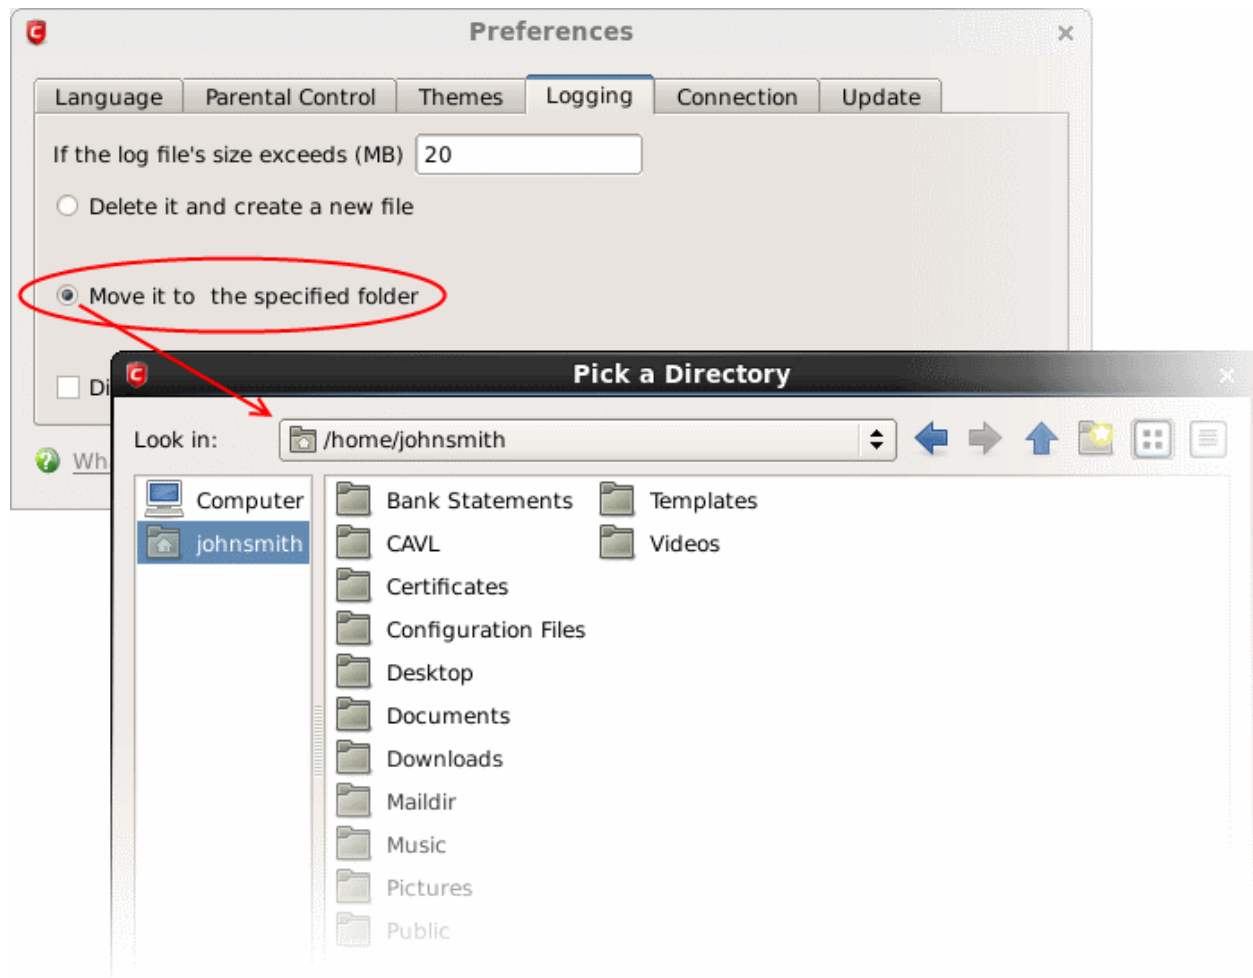 Preferences
Language Parental Control Themes Logging Connection Update
If the log file's size exceeds (MB) 20
Delete it and create a new file
Move it to the specified folder
Di
Wh
Pick a Directory
Look in: /home/johnsmith
Computer
johnsmith
Bank Statements Templates
CAVL Videos
Certificates
Configuration Files
Desktop
Documents
Downloads
Maildir
Music
Pictures
Public